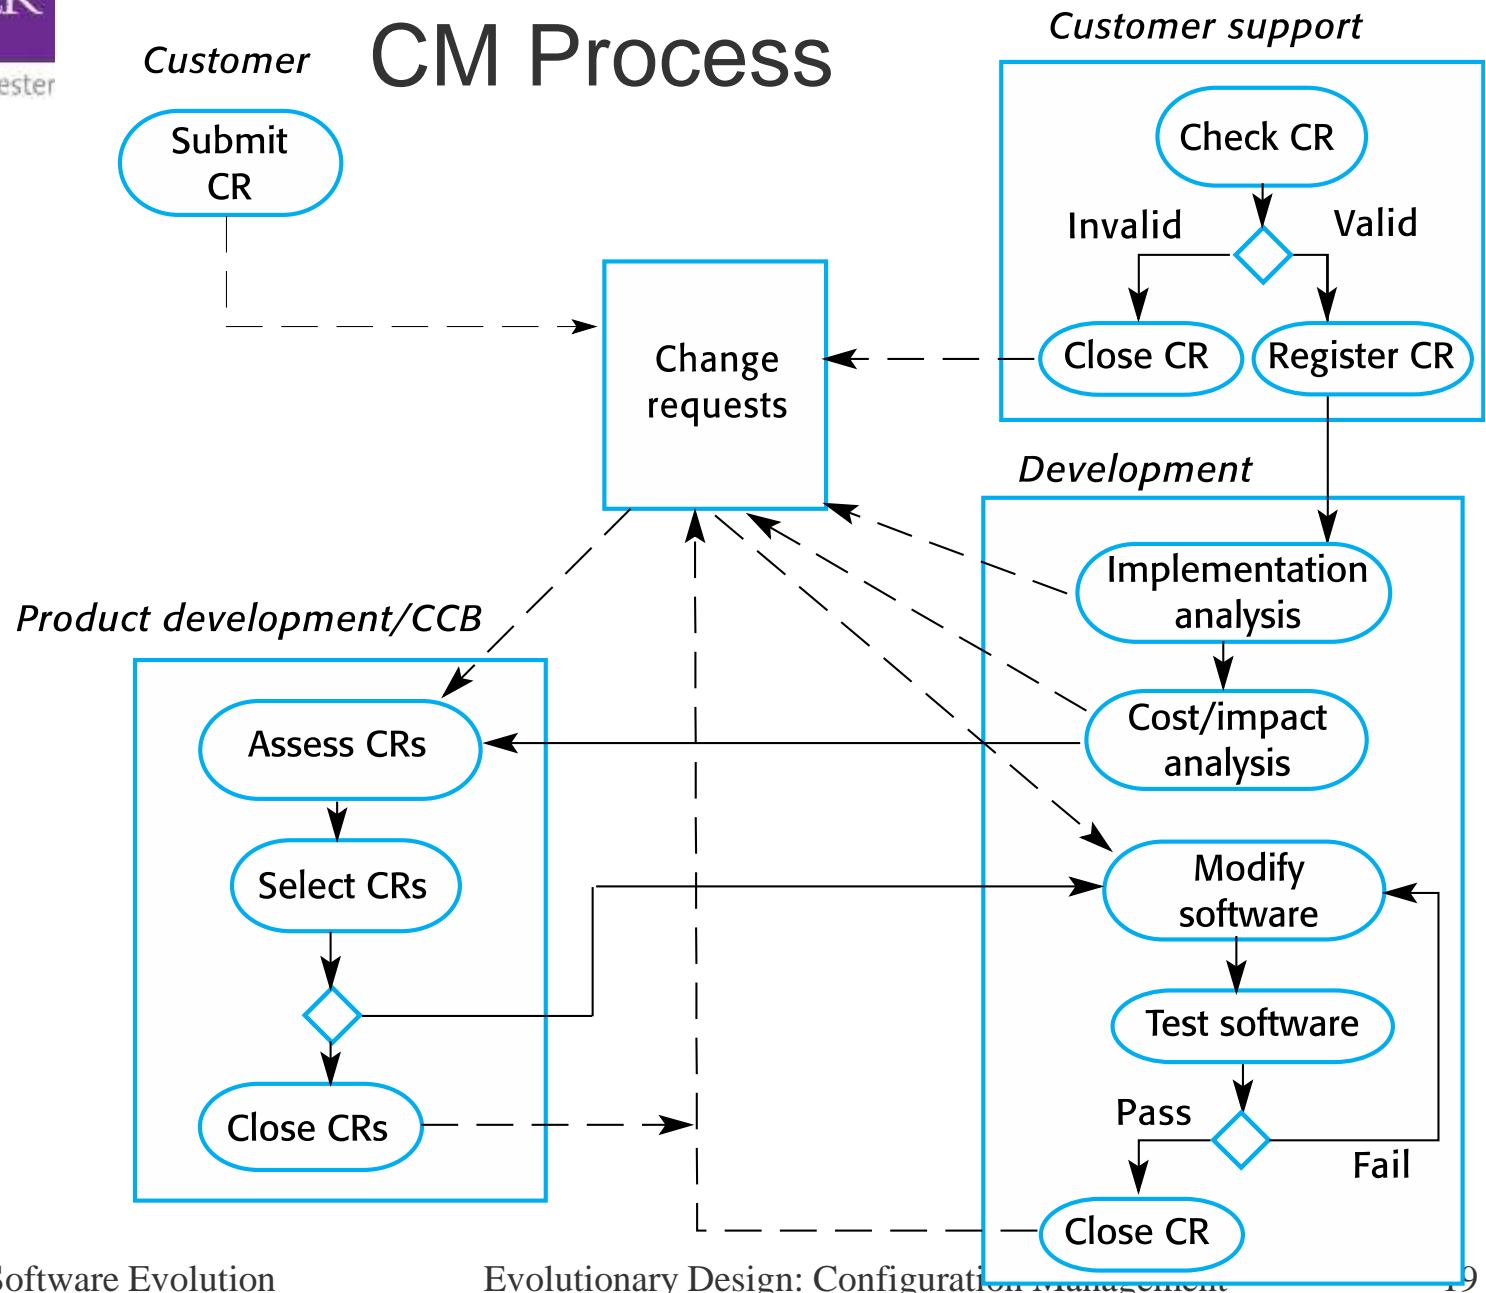 CM Process
Customer
Submit
CR
Customer support
Check CR
Invalid
Valid
Close CR
Register CR
Change
requests
Development
Implementation
analysis
Cost/impact
analysis
Product development/CCB
Assess CRs
Select CRs
Close CRs
Modify
software
Test software
Pass
Fail
Close CR
Software Evolution
Evolutionary Design: Configuration Management
19